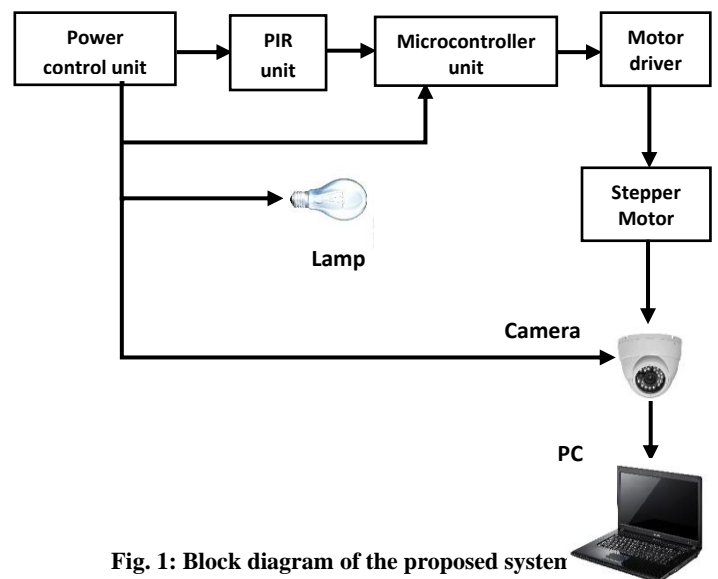 Power
control unit
PIR
unit
Microcontroller
unit
Motor
driver
Stepper
Motor
Lamp
Camera
PC
Fig. 1: Block diagram of the proposed system